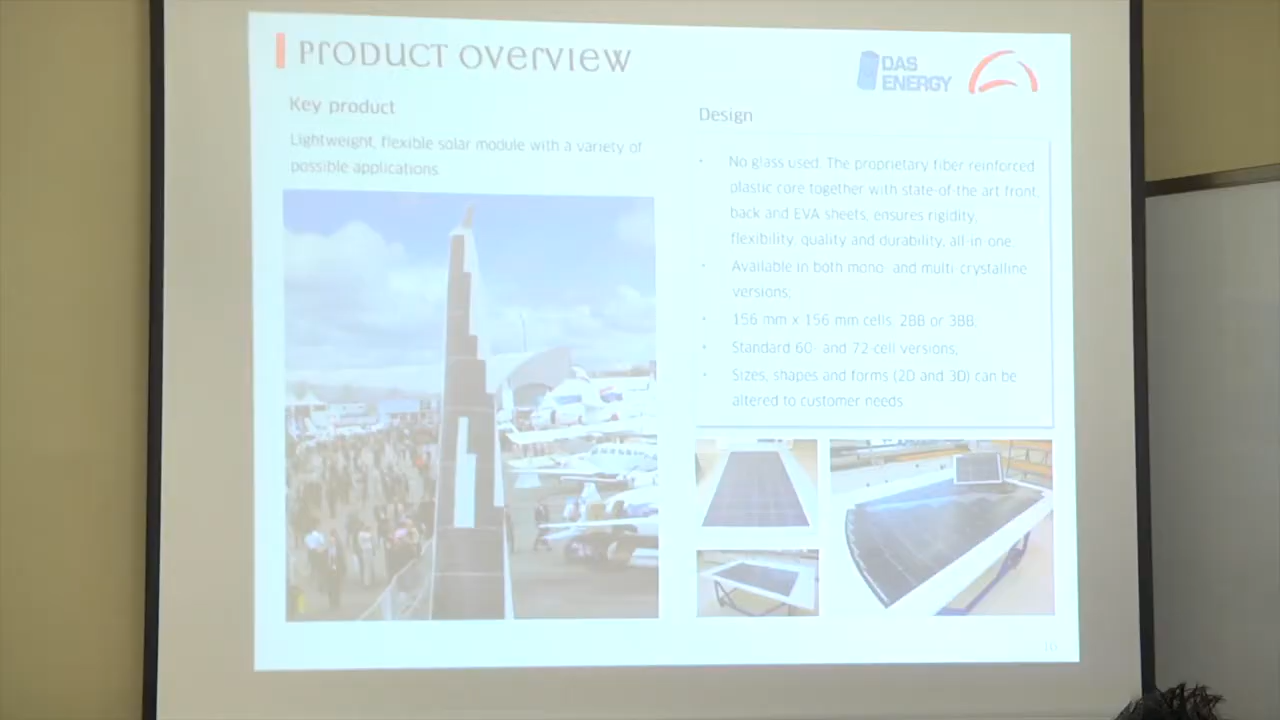 PRODUCT OVERVIEW
DAS
ENERGY
Key product
Lightweight, flexible solar module with a variety of
possible applications.
Design
• No glass used. The proprietary fiber reinforced
plastic core together with state-of-the art front,
back and EVA sheets, ensures rigidity,
flexibility, quality and durability, all-in one.
• Available in both mono- and multi crystalline
versions;
• 156 mm x 156 mm cells. 2BB or 3BB.
• Standard 60- and 72 cell versions;
• Sizes, shapes and forms (2D and 3D) can be
altered to customer needs.
10